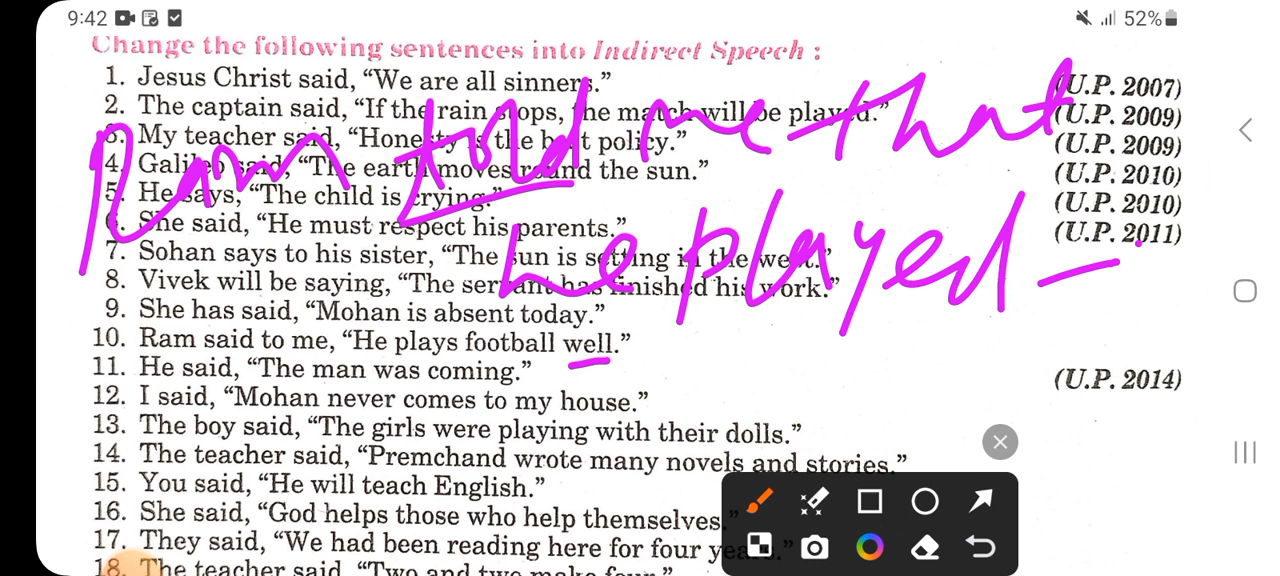 9:42
52%
Change the following sentences into Indirect Speech :
1. Jesus Christ said, “We are all sinners.” (U.P. 2007)
2. The captain said, “If the rain stops, the match will be played.” (U.P. 2009)
3. My teacher said, “Honesty is the best policy.” (U.P. 2009)
4. Galileo said, “The earth moves round the sun.” (U.P. 2010)
5. He says, “The child is crying.” (U.P. 2010)
6. She said, “He must respect his parents.” (U.P. 2011)
7. Sohan says to his sister, “The sun is setting in the west.”
8. Vivek will be saying, “The servant has finished his work.”
9. She has said, “Mohan is absent today.”
10. Ram said to me, “He plays football well.”
11. He said, “The man was coming.” (U.P. 2014)
12. I said, “Mohan never comes to my house.”
13. The boy said, “The girls were playing with their dolls.”
14. The teacher said, “Premchand wrote many novels and stories.”
15. You said, “He will teach English.”
16. She said, “God helps those who help themselves.”
17. They said, “We had been reading here for four years.”
18. The teacher said, “Two and two make four.”
Ram told me that
he played